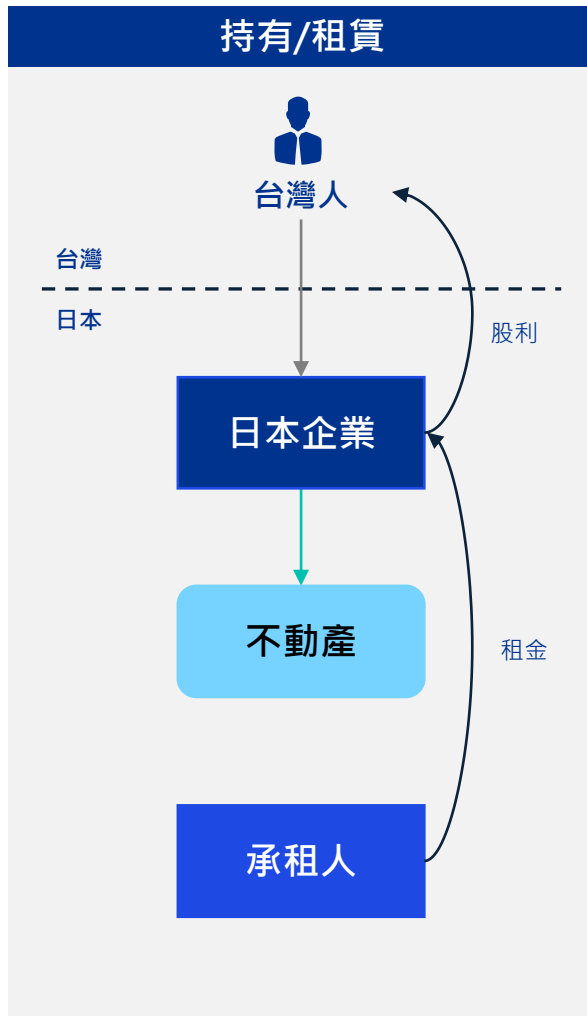 持有/租賃
台灣人
台灣
日本
股利
日本企業
不動產
租金
承租人